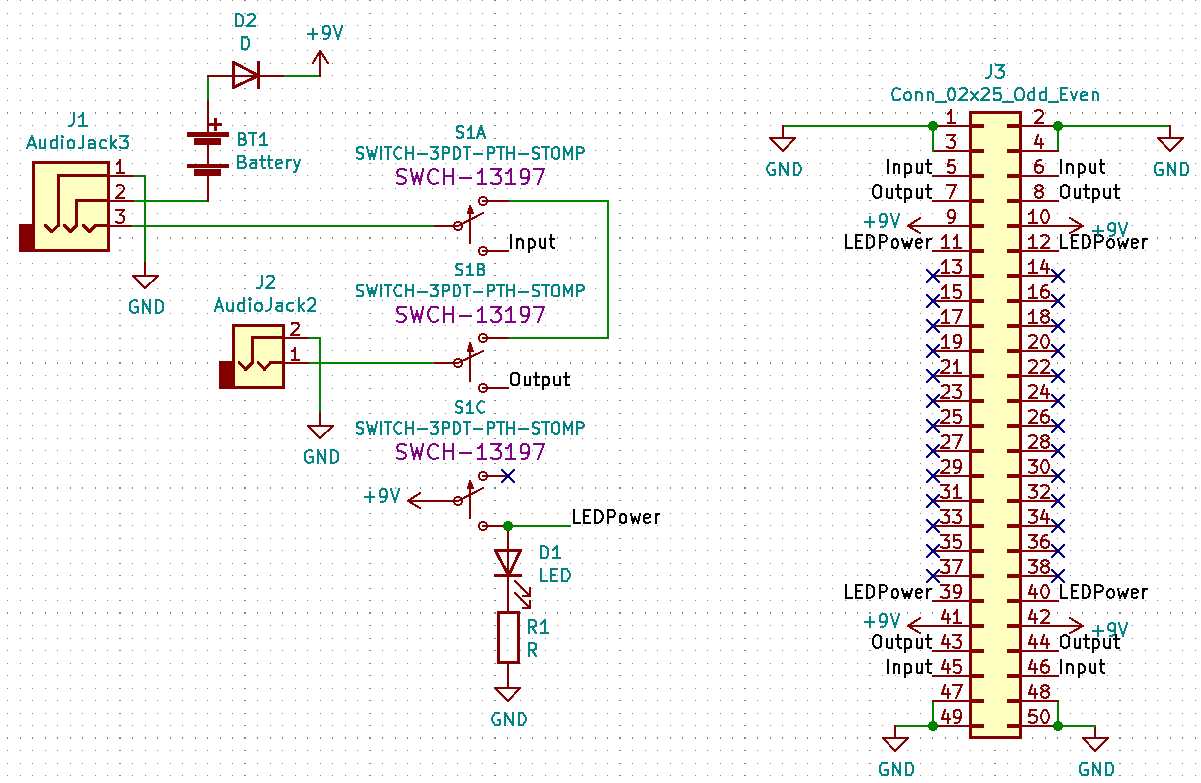 D2
D
+9V
J1
AudioJack3
1
2
3
BT1
Battery
+
GND
S1A
SWITCH-3PDT-PTH-STOMP
SWCH-13197
Input
J2
AudioJack2
2
1
GND
S1B
SWITCH-3PDT-PTH-STOMP
SWCH-13197
Output
S1C
SWITCH-3PDT-PTH-STOMP
SWCH-13197
+9V
LEDPower
D1
LED
R1
R
GND
J3
Conn_02x25_Odd_Even
GND
GND
1 2
3 4
Input 5 6 Input
Output 7 8 Output
+9V 9 10 +9V
LEDPower 11 12 LEDPower
13 14
15 16
17 18
19 20
21 22
23 24
25 26
27 28
29 30
31 32
33 34
35 36
37 38
LEDPower 39 40 LEDPower
+9V 41 42 +9V
Output 43 44 Output
Input 45 46 Input
47 48
49 50
GND
GND